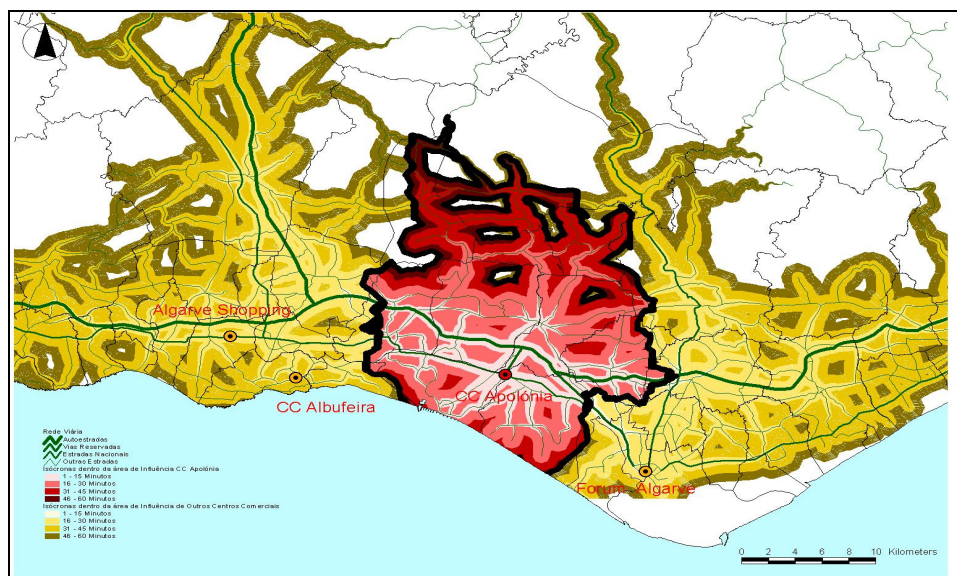 Algarve Shopping
CC Albufeira
CC Apolónia
Forum Algarve
Rede Viária
Autoestradas
Vias Reservadas
Estradas Nacionais
Outras Estradas
Isócronas dentro da área de Influência CC Apolónia
1 - 15 Minutos
16 - 30 Minutos
31 - 45 Minutos
46 - 60 Minutos
Isócronas dentro da área de Influência de Outros Centros Comerciais
1 - 15 Minutos
16 - 30 Minutos
31 - 45 Minutos
46 - 60 Minutos
0 2 4 6 8 10 Kilometers